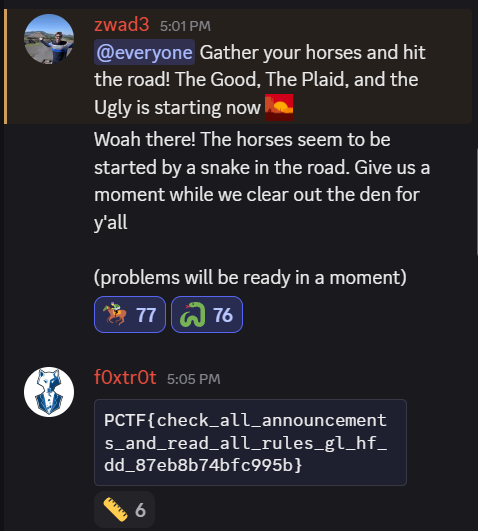 zwad3 5:01 PM
@everyone Gather your horses and hit
the road! The Good, The Plaid, and the
Ugly is starting now
Woah there! The horses seem to be
started by a snake in the road. Give us a
moment while we clear out the den for
y'all
(problems will be ready in a moment)
77 76
f0xtr0t 5:05 PM
PCTF{check_all_announcement
s_and_read_all_rules_gl_hf_
dd_87eb8b74bfc995b}
6